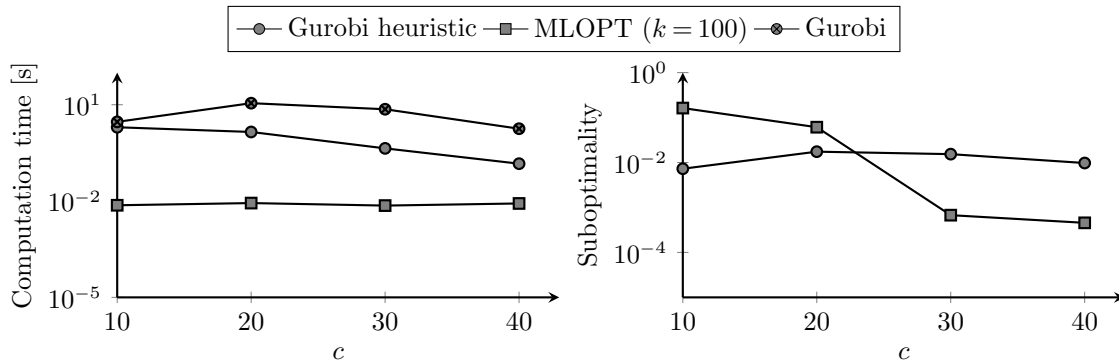 Gurobi heuristic MLOPT (k = 100) Gurobi
Computation time [s]
10^1
10^-2
10^-5
10 20 30 40
c
Suboptimality
10^0
10^-2
10^-4
10 20 30 40
c